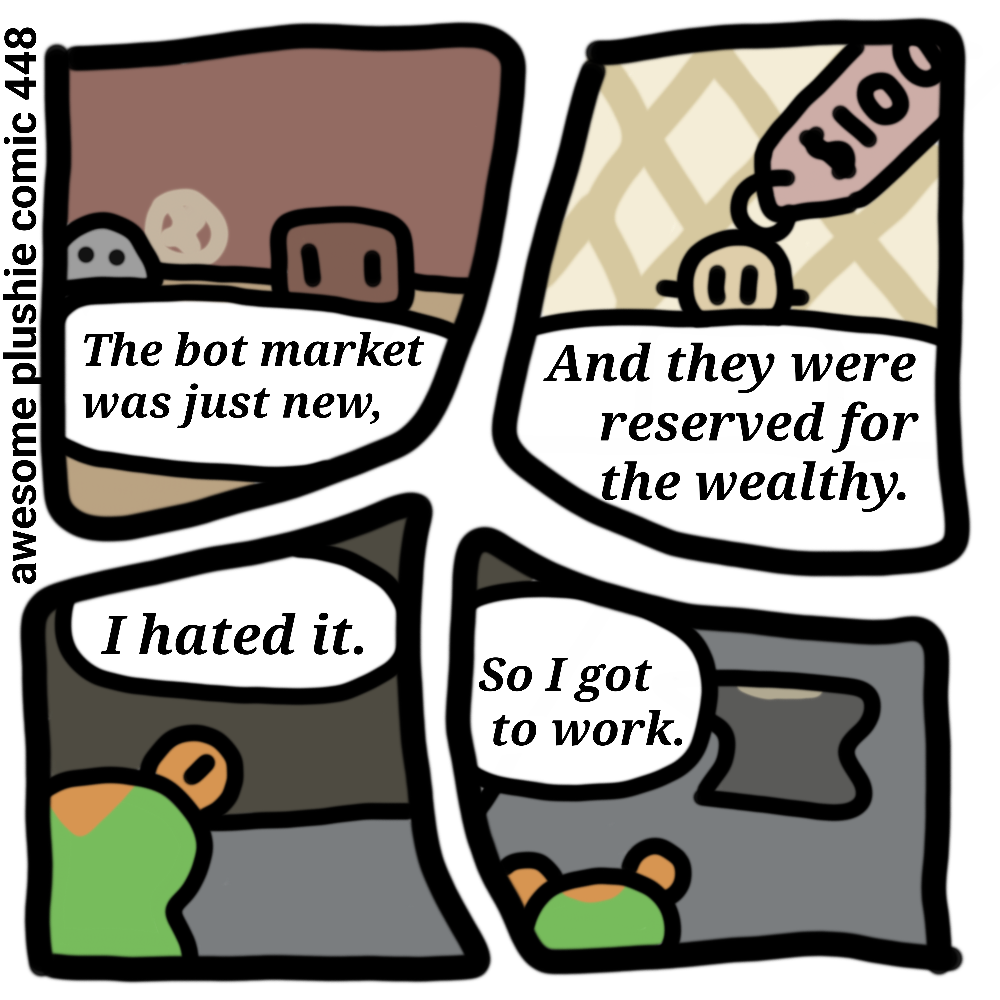 awesome plushie comic 448
The bot market
was just new,
$100
And they were
reserved for
the wealthy.
I hated it.
So I got
to work.